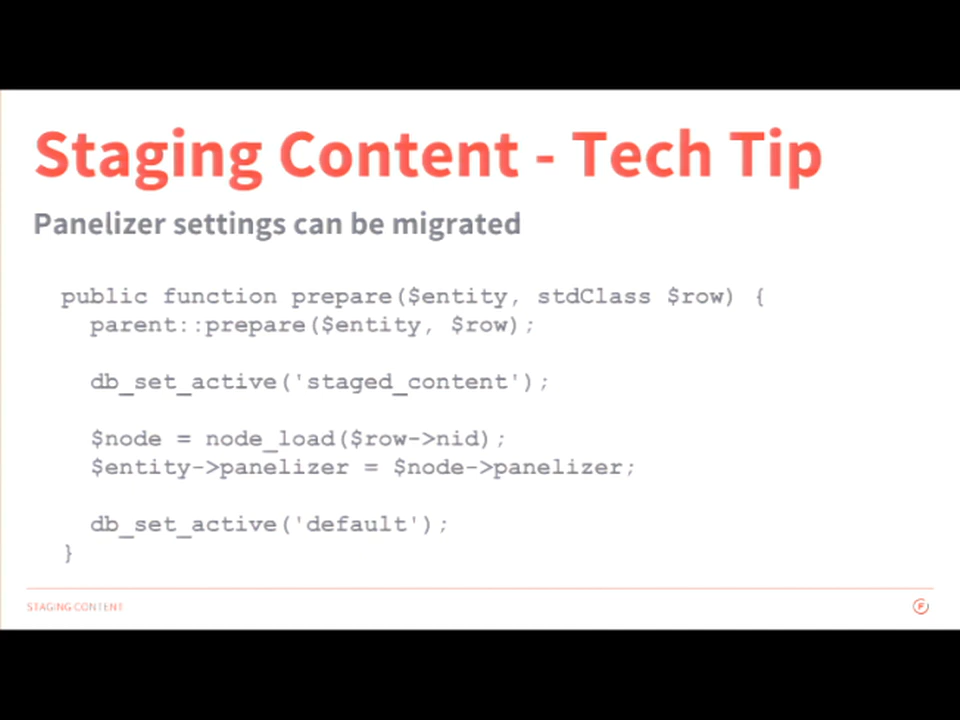 Staging Content - Tech Tip
Panelizer settings can be migrated
public function prepare($entity, stdClass $row) {
  parent::prepare($entity, $row);
  db_set_active('staged_content');
  $node = node_load($row->nid);
  $entity->panelizer = $node->panelizer;
  db_set_active('default');
}
STAGING CONTENT
F